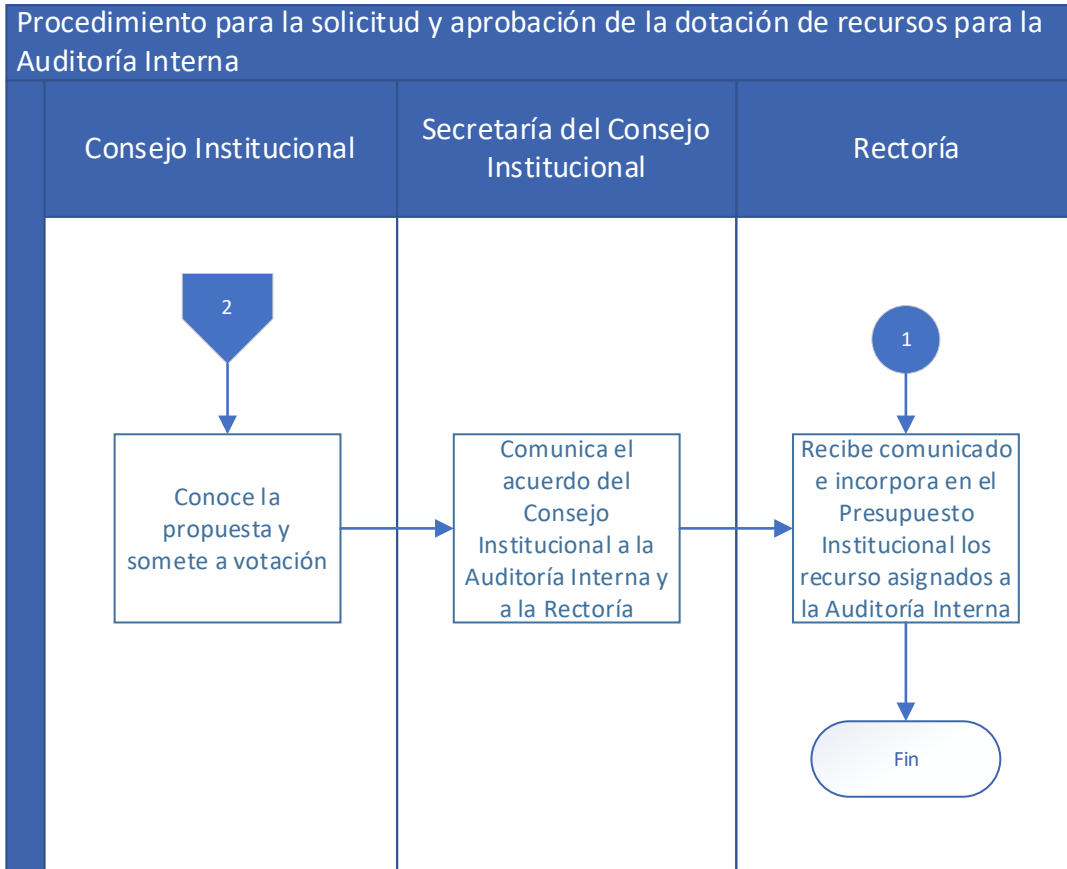 Procedimiento para la solicitud y aprobación de la dotación de recursos para la
Auditoría Interna
Consejo Institucional
Secretaría del Consejo
Institucional
Rectoría
2
1
Conoce la
propuesta y
somete a votación
Comunica el
acuerdo del
Consejo
Institucional a la
Auditoría Interna y
a la Rectoría
Recibe comunicado
e incorpora en el
Presupuesto
Institucional los
recurso asignados a
la Auditoría Interna
Fin